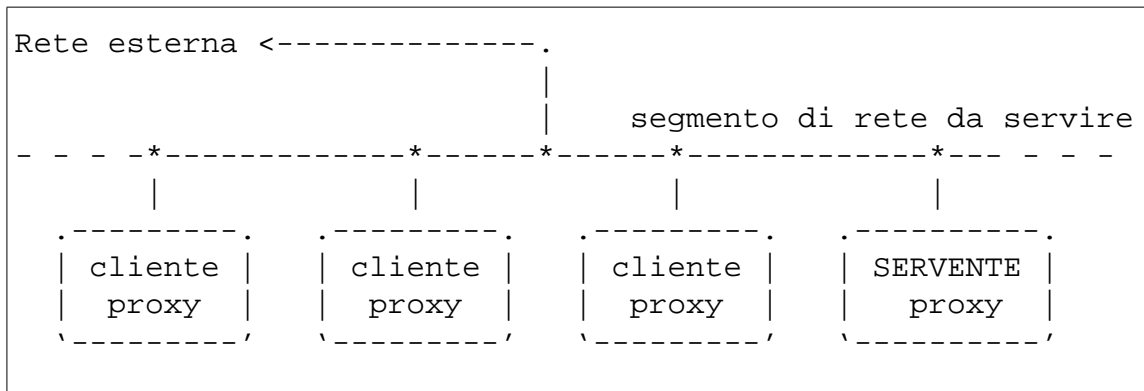 Rete esterna <--------------.
|
| segmento di rete da servire
- - - -*-------------*------*------*-------------*--- - - -
| | | |
.---------. .---------. .---------. .----------.
| cliente | | cliente | | cliente | | SERVENTE |
| proxy | | proxy | | proxy | | proxy |
`---------' `---------' `---------' `----------'